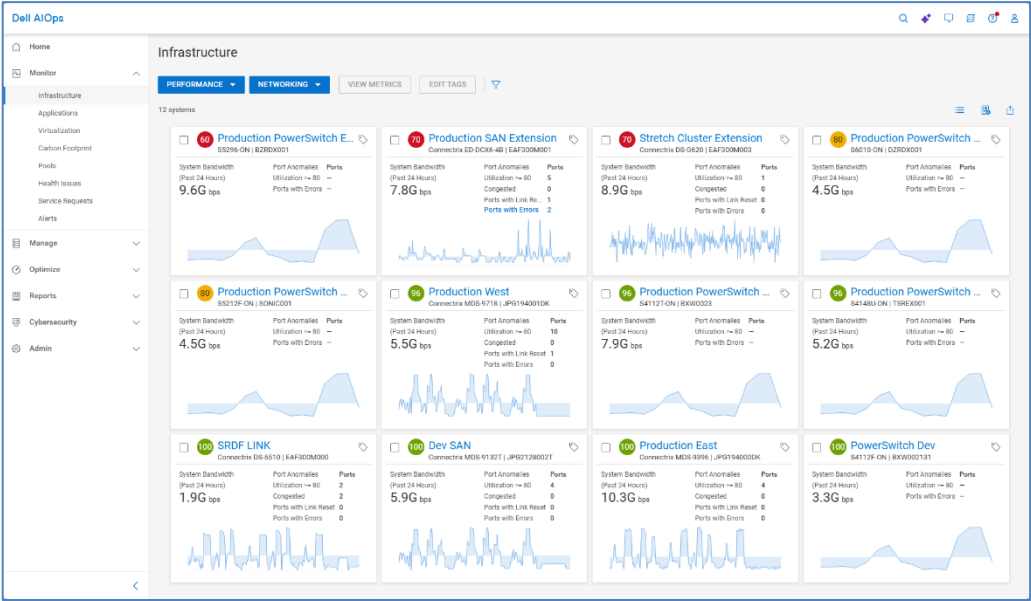 Dell AIOps
Home
Monitor
Infrastructure
Applications
Virtualization
Carbon Footprint
Pools
Health Issues
Service Requests
Alerts
Manage
Optimize
Reports
Cybersecurity
Admin
Infrastructure
PERFORMANCE NETWORKING VIEW METRICS EDIT TAGS
12 systems
60 Production PowerSwitch E...
S5296-ON | BZRDX001
System Bandwidth Port Anomalies Ports
(Past 24 Hours) Utilization >= 80 –
9.6G bps Ports with Errors –
70 Production SAN Extension
Connectrix ED-DCX6-4B | EAF300M001
System Bandwidth Port Anomalies Ports
(Past 24 Hours) Utilization >= 80 5
7.8G bps Congested 0
Ports with Link Re... 1
Ports with Errors 2
70 Stretch Cluster Extension
Connectrix DS-G620 | EAF300M003
System Bandwidth Port Anomalies Ports
(Past 24 Hours) Utilization >= 80 1
8.9G bps Congested 0
Ports with Link Reset 0
Ports with Errors 0
80 Production PowerSwitch ...
S6010-ON | DZRDX001
System Bandwidth Port Anomalies Ports
(Past 24 Hours) Utilization >= 80 –
4.5G bps Ports with Errors –
80 Production PowerSwitch ...
S5212F-ON | SONIC001
System Bandwidth Port Anomalies Ports
(Past 24 Hours) Utilization >= 80 –
4.5G bps Ports with Errors –
96 Production West
Connectrix MDS-9718 | JPG194001DK
System Bandwidth Port Anomalies Ports
(Past 24 Hours) Utilization >= 80 10
5.5G bps Congested 0
Ports with Link Reset 1
Ports with Errors 0
96 Production PowerSwitch ...
S4112T-ON | BXW0023
System Bandwidth Port Anomalies Ports
(Past 24 Hours) Utilization >= 80 –
7.9G bps Ports with Errors –
96 Production PowerSwitch ...
S4148U-ON | TSREX001
System Bandwidth Port Anomalies Ports
(Past 24 Hours) Utilization >= 80 –
5.2G bps Ports with Errors –
100 SRDF LINK
Connectrix DS-6510 | EAF300M000
System Bandwidth Port Anomalies Ports
(Past 24 Hours) Utilization >= 80 2
1.9G bps Congested 2
Ports with Link Reset 0
Ports with Errors 0
100 Dev SAN
Connectrix MDS-9132T | JPG2128002T
System Bandwidth Port Anomalies Ports
(Past 24 Hours) Utilization >= 80 4
5.9G bps Congested 0
Ports with Link Reset 0
Ports with Errors 0
100 Production East
Connectrix MDS-9396 | JPG194000DK
System Bandwidth Port Anomalies Ports
(Past 24 Hours) Utilization >= 80 4
10.3G bps Congested 0
Ports with Link Reset 0
Ports with Errors 0
100 PowerSwitch Dev
S4112F-ON | BXW002131
System Bandwidth Port Anomalies Ports
(Past 24 Hours) Utilization >= 80 –
3.3G bps Ports with Errors –